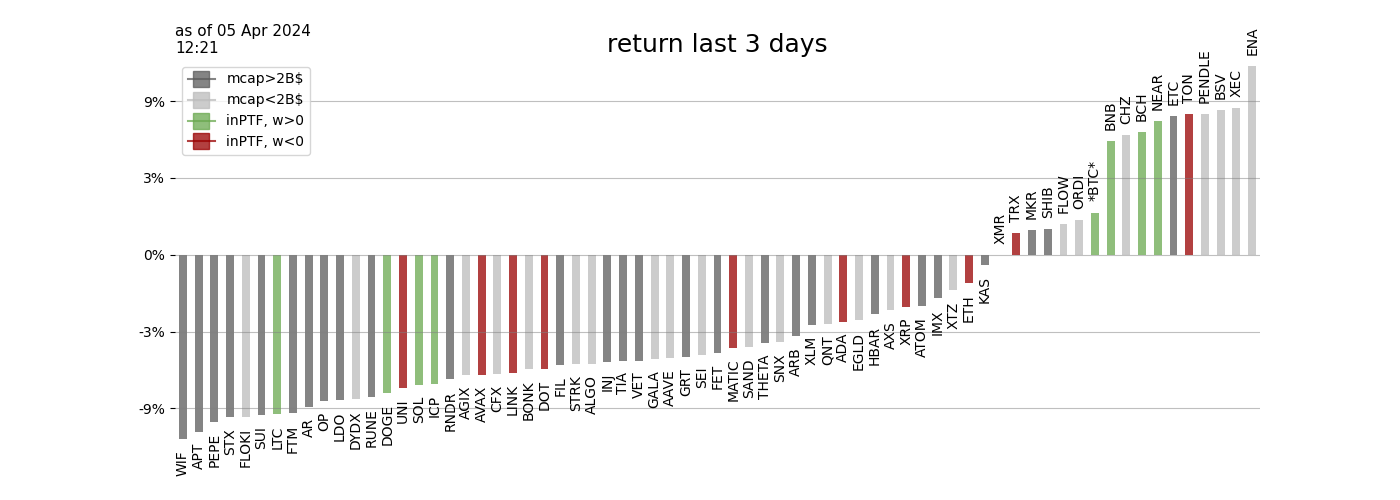 as of 05 Apr 2024
12:21
return last 3 days
mcap>2B$
mcap<2B$
inPTF, w>0
inPTF, w<0
9%
3%
0%
-3%
-9%
WIF
APT
PEPE
STX
FLOKI
SUI
LTC
FTM
AR
OP
LDO
DYDX
RUNE
DOGE
UNI
SOL
ICP
RNDR
AGIX
AVAX
CFX
LINK
BONK
DOT
FIL
STRK
ALGO
INJ
TIA
VET
GALA
AAVE
GRT
SEI
FET
MATIC
SAND
THETA
SNX
ARB
XLM
QNT
ADA
EGLD
HBAR
AXS
XRP
ATOM
IMX
XTZ
ETH
KAS
XMR
TRX
MKR
SHIB
FLOW
ORDI
*BTC*
BNB
CHZ
BCH
NEAR
ETC
TON
PENDLE
BSV
XEC
ENA